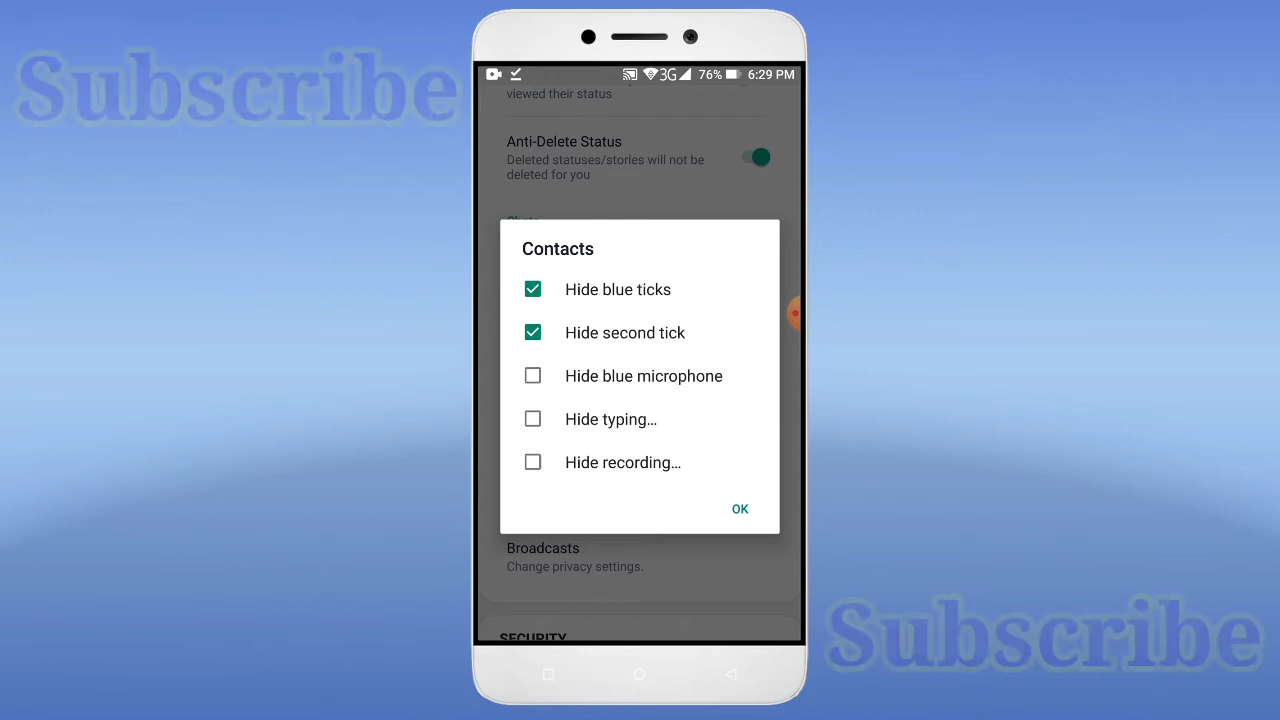 Subscribe
3G 76% 6:29 PM
viewed their status
Anti-Delete Status
Deleted statuses/stories will not be
deleted for you
Chats
Contacts
Hide blue ticks
Hide second tick
Hide blue microphone
Hide typing...
Hide recording...
OK
Broadcasts
Change privacy settings.
SECURITY
Subscribe